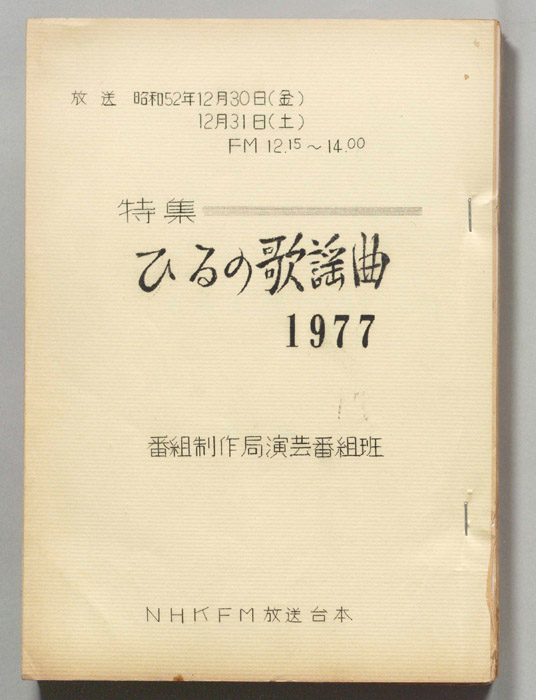 放送 昭和52年12月30日(金)
12月31日(土)
FM 12.15～14.00
特集
ひるの歌謡曲
1977
番組制作局演芸番組班
NHKFM放送台本